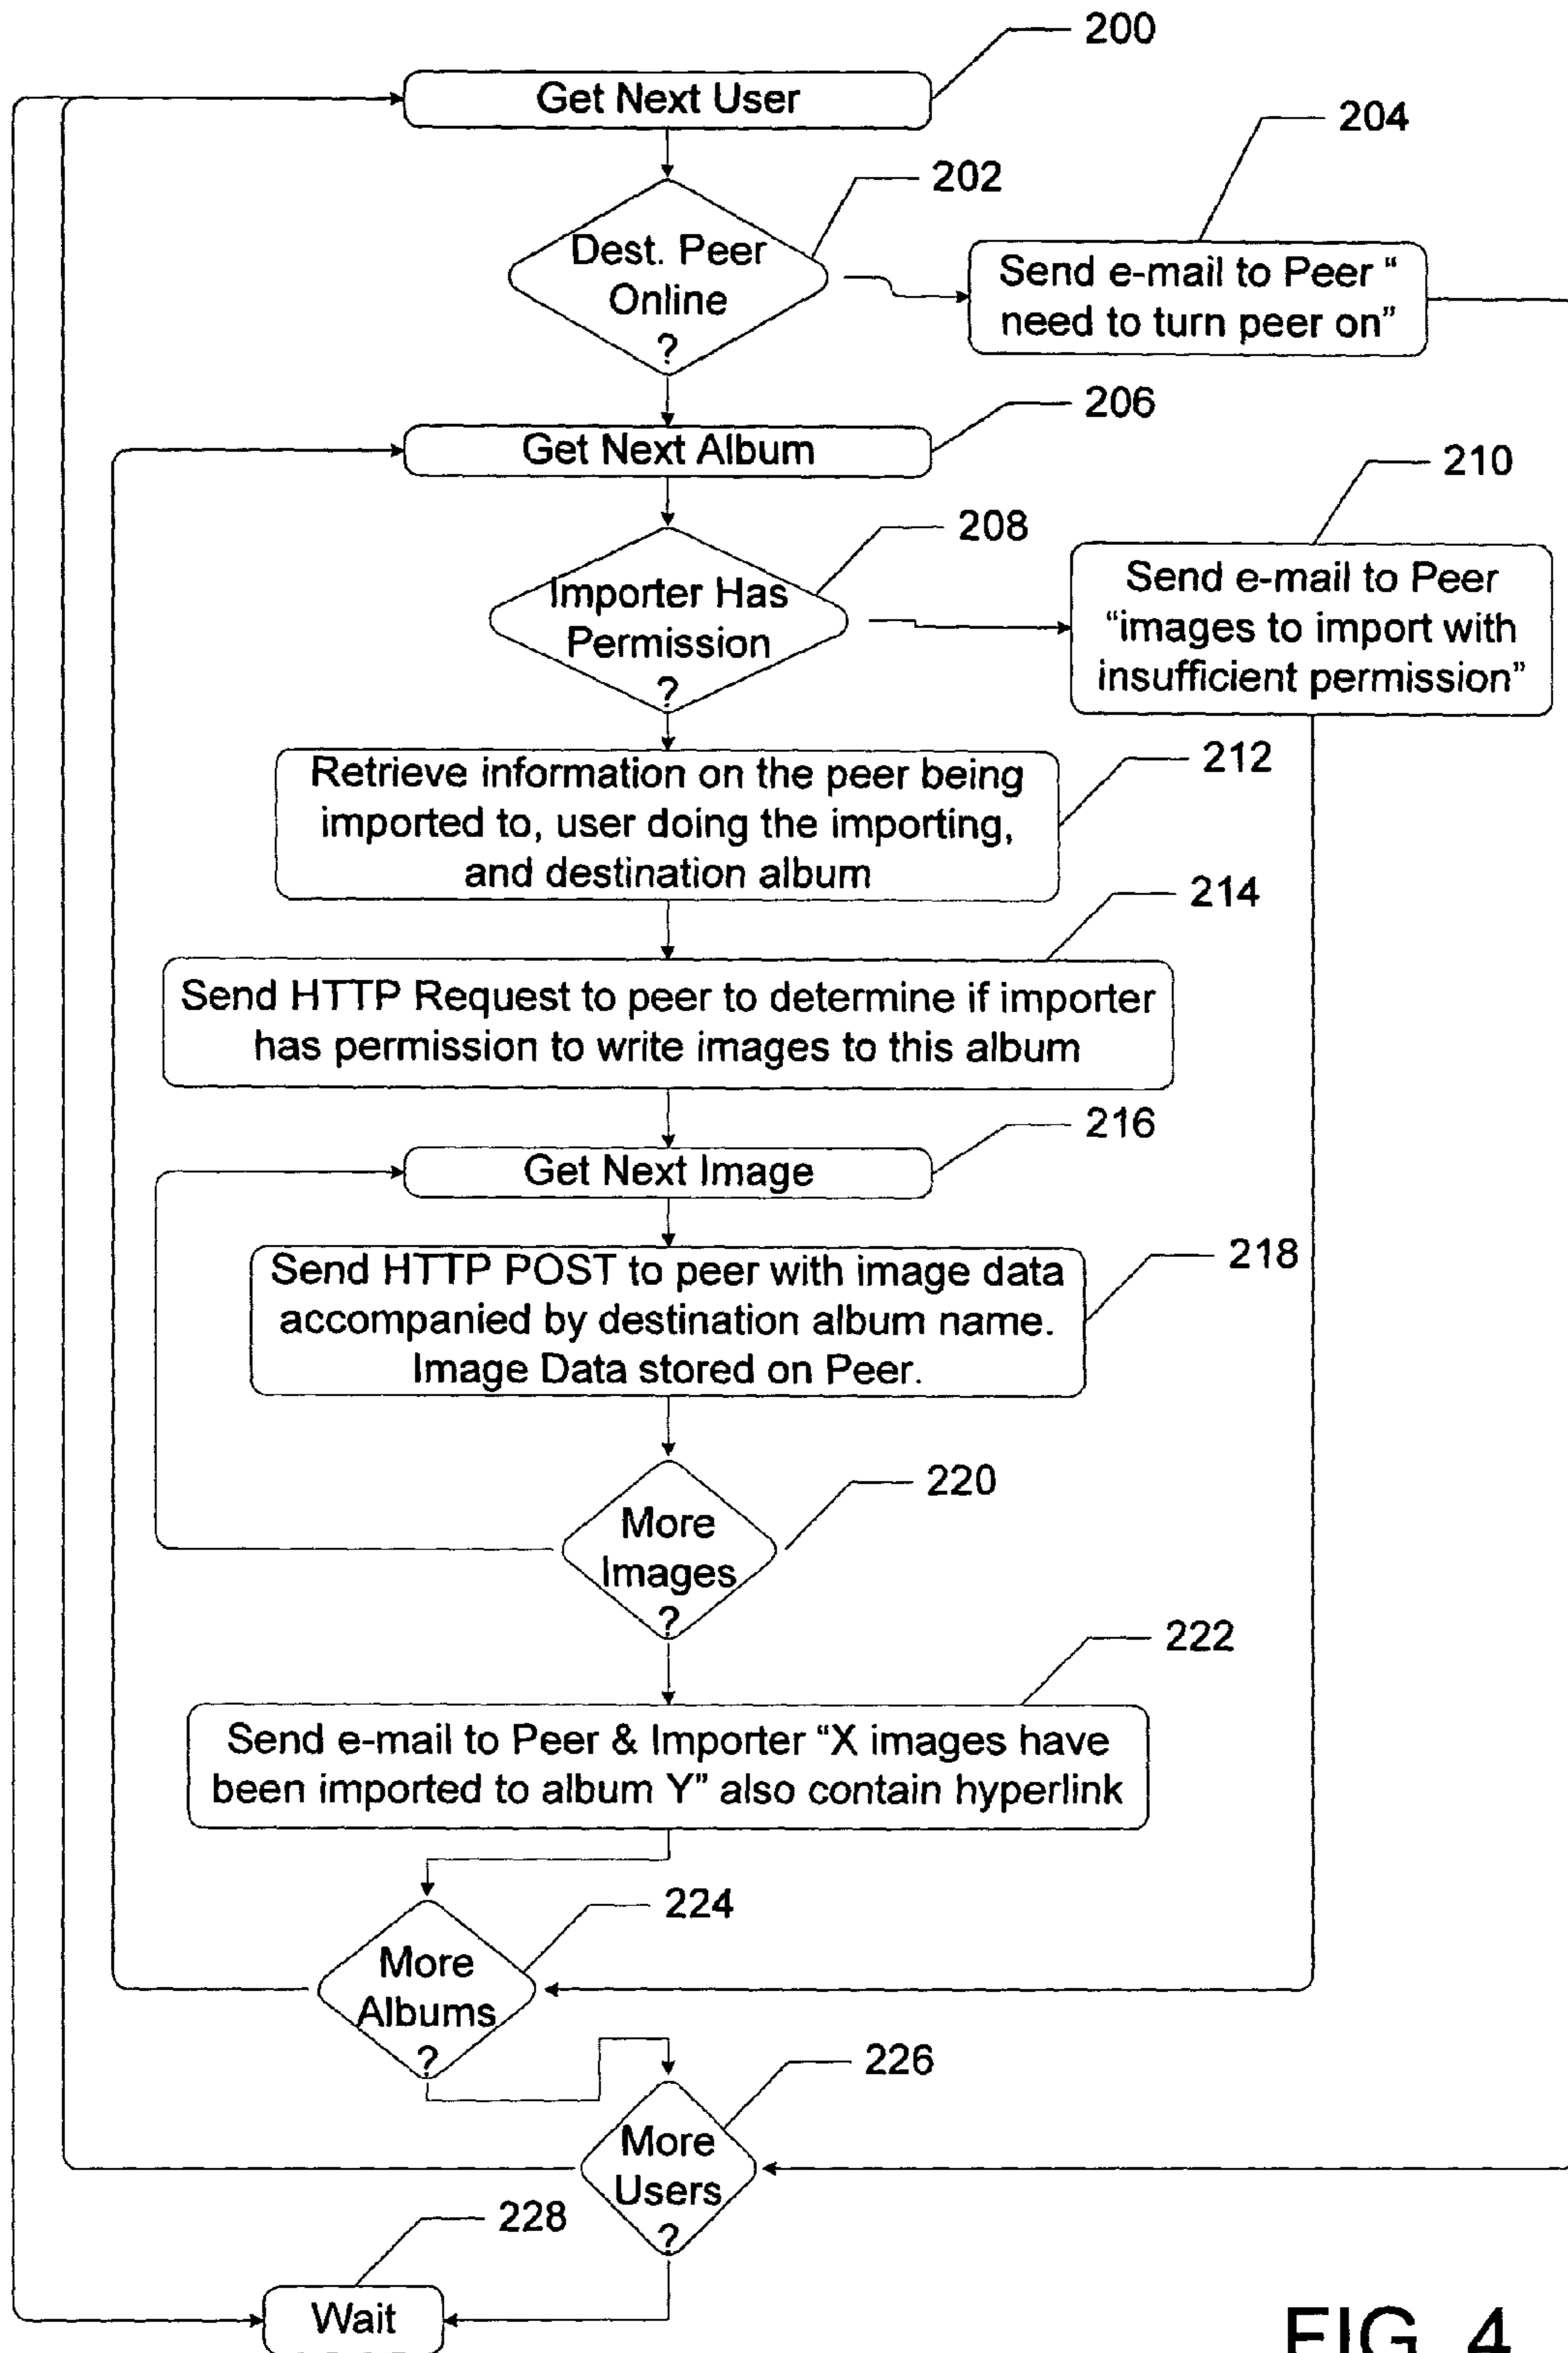 200
Get Next User
204
202
Dest. Peer
Online
?
Send e-mail to Peer “
need to turn peer on”
206
Get Next Album
210
208
Importer Has
Permission
?
Send e-mail to Peer
“images to import with
insufficient permission”
212
Retrieve information on the peer being
imported to, user doing the importing,
and destination album
214
Send HTTP Request to peer to determine if importer
has permission to write images to this album
216
Get Next Image
218
Send HTTP POST to peer with image data
accompanied by destination album name.
Image Data stored on Peer.
220
More
Images
?
222
Send e-mail to Peer & Importer “X images have
been imported to album Y” also contain hyperlink
224
More
Albums
?
226
More
Users
?
228
Wait
FIG. 4